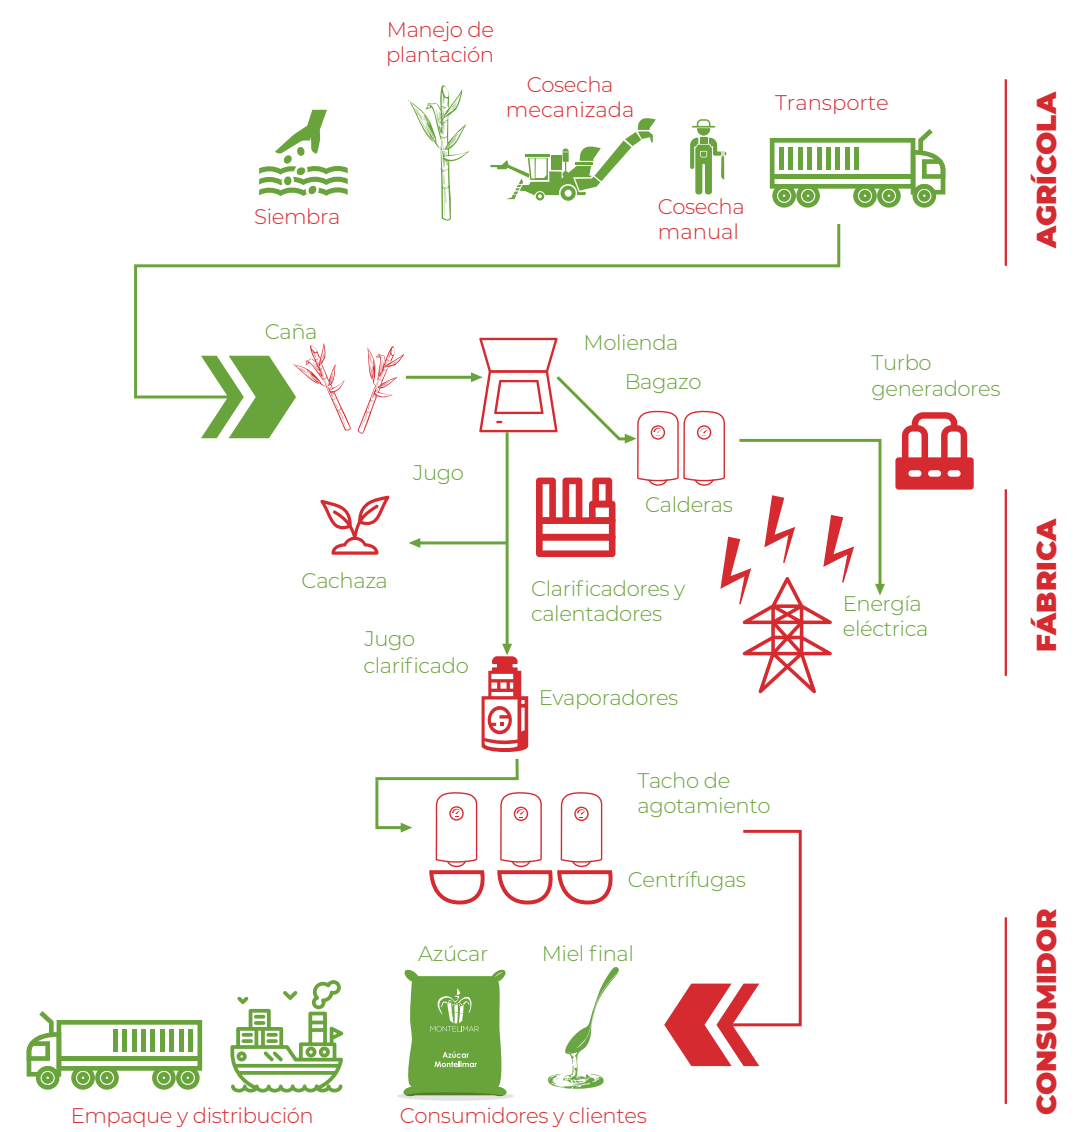 Manejo de
plantación
Cosecha
mecanizada
Transporte
Siembra
Cosecha
manual
AGRÍCOLA
Caña
Molienda
Bagazo
Turbo
generadores
Jugo
Calderas
Cachaza
Clarificadores y
calentadores
Energía
eléctrica
FÁBRICA
Jugo
clarificado
Evaporadores
Tacho de
agotamiento
Centrífugas
Azúcar
Miel final
MONTELIMAR
Azúcar
Montelimar
CONSUMIDOR
Empaque y distribución
Consumidores y clientes